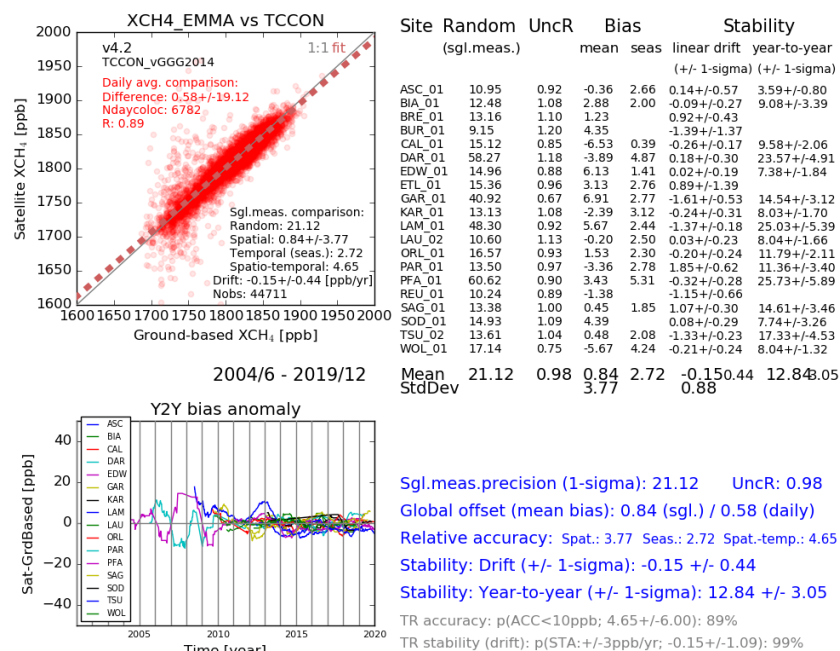 XCH4_EMMA vs TCCON
v4.2
TCCON_vGGG2014
1:1 fit
Daily avg. comparison:
Difference: 0.58+/-19.12
Ndaycoloc: 6782
R: 0.89
Sgl.meas. comparison:
Random: 21.12
Spatial: 0.84+/-3.77
Temporal (seas.): 2.72
Spatio-temporal: 4.65
Drift: -0.15+/-0.44 [ppb/yr]
Nobs: 44711
Satellite XCH4 [ppb]
2000
1950
1900
1850
1800
1750
1700
1650
1600
1600 1650 1700 1750 1800 1850 1900 1950 2000
Ground-based XCH4 [ppb]
2004/6 - 2019/12
Site Random UncR Bias Stability
(sgl.meas.) mean seas linear drift year-to-year
(+/- 1-sigma) (+/- 1-sigma)
ASC_01 10.95 0.92 -0.36 2.66 0.14+/-0.57 3.59+/-0.80
BIA_01 12.48 1.08 2.88 2.00 -0.09+/-0.27 9.08+/-3.39
BRE_01 13.16 1.10 1.23 0.92+/-0.43
BUR_01 9.15 1.20 4.35 -1.39+/-1.37
CAL_01 15.12 0.85 -6.53 0.39 -0.26+/-0.17 9.58+/-2.06
DAR_01 58.27 1.18 -3.89 4.87 0.18+/-0.30 23.57+/-4.91
EDW_01 14.96 0.88 6.13 1.41 0.02+/-0.19 7.38+/-1.84
ETL_01 15.36 0.96 3.13 2.76 0.89+/-1.39
GAR_01 40.92 0.67 6.91 2.77 -1.61+/-0.53 14.54+/-3.12
KAR_01 13.13 1.08 -2.39 3.12 -0.24+/-0.31 8.03+/-1.70
LAM_01 48.30 0.92 5.67 2.44 -1.37+/-0.18 25.03+/-5.39
LAU_02 10.60 1.13 -0.20 2.50 0.03+/-0.23 8.04+/-1.66
ORL_01 16.57 0.93 1.53 2.30 -0.20+/-0.24 11.79+/-2.11
PAR_01 13.50 0.97 -3.36 2.78 1.85+/-0.62 11.36+/-3.40
PFA_01 60.62 0.90 3.43 5.31 -0.32+/-0.28 25.73+/-5.89
REU_01 10.24 0.89 -1.38 -1.15+/-0.66
SAG_01 13.38 1.00 0.45 1.85 1.07+/-0.30 14.61+/-3.46
SOD_01 14.93 1.09 4.39 0.08+/-0.29 7.74+/-3.26
TSU_02 13.61 1.04 0.48 2.08 -1.33+/-0.23 17.33+/-4.53
WOL_01 17.14 0.75 -5.67 4.24 -0.21+/-0.24 8.04+/-1.32
Mean 21.12 0.98 0.84 2.72 -0.15 0.44 12.84 3.05
StdDev 3.77 0.88
Y2Y bias anomaly
Sat-GrdBased [ppb]
40
20
0
−20
−40
ASC
BIA
CAL
DAR
EDW
GAR
KAR
LAM
LAU
ORL
PAR
PFA
SAG
SOD
TSU
WOL
2005 2010 2015 2020
Time [year]
Sgl.meas.precision (1-sigma): 21.12 UncR: 0.98
Global offset (mean bias): 0.84 (sgl.) / 0.58 (daily)
Relative accuracy: Spat.: 3.77 Seas.: 2.72 Spat.-temp.: 4.65
Stability: Drift (+/- 1-sigma): -0.15 +/- 0.44
Stability: Year-to-year (+/- 1-sigma): 12.84 +/- 3.05
TR accuracy: p(ACC<10ppb; 4.65+/-6.00): 89%
TR stability (drift): p(STA:+/-3ppb/yr; -0.15+/-1.09): 99%